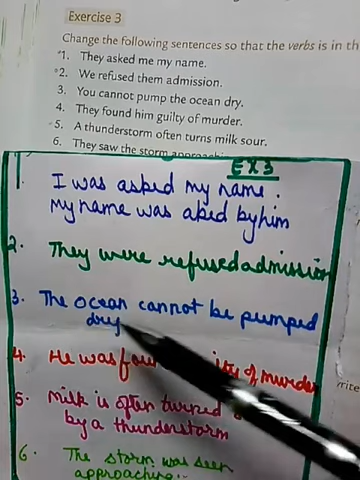 Exercise 3
Change the following sentences so that the verbs is in th
*1. They asked me my name.
*2. We refused them admission.
3. You cannot pump the ocean dry.
4. They found him guilty of murder.
*5. A thunderstorm often turns milk sour.
6. They saw the storm approaching
EX3
1. I was asked my name.
my name was aked by him
2. They were refused admission
3. The ocean cannot be pumped
dry
4. He was of murder
rite
5. Milk is often turned
by a thunderstorm
6. The storm was seen
approaching.